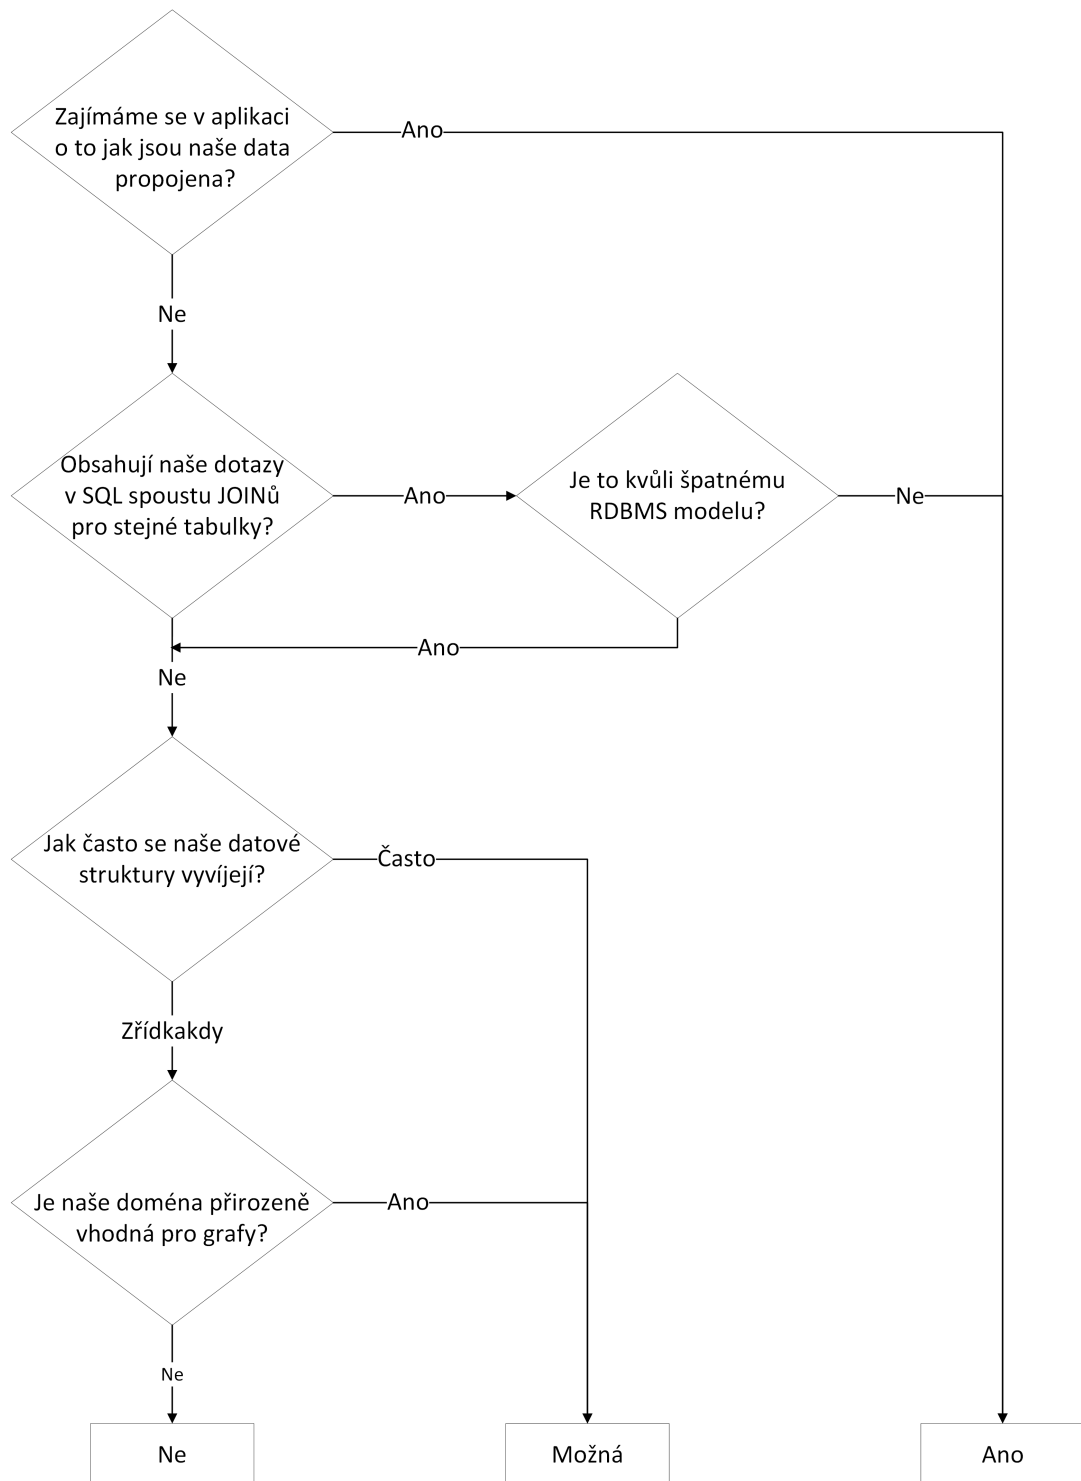 Zajímáme se v aplikaci
o to jak jsou naše data
propojena?
Ano
Ne
Obsahují naše dotazy
v SQL spoustu JOINů
pro stejné tabulky?
Ano
Je to kvůli špatnému
RDBMS modelu?
Ne
Ano
Ne
Jak často se naše datové
struktury vyvíjejí?
Často
Zřídkakdy
Je naše doména přirozeně
vhodná pro grafy?
Ano
Ne
Ne
Možná
Ano